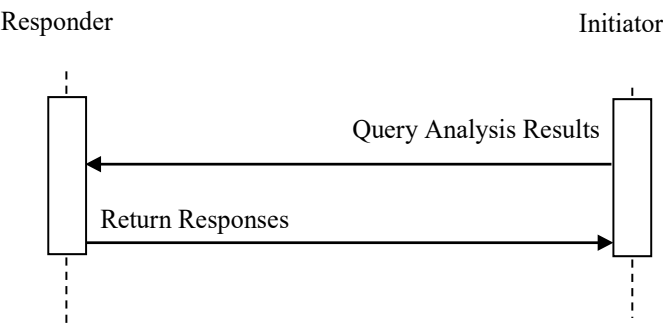 Responder
Initiator
Query Analysis Results
Return Responses